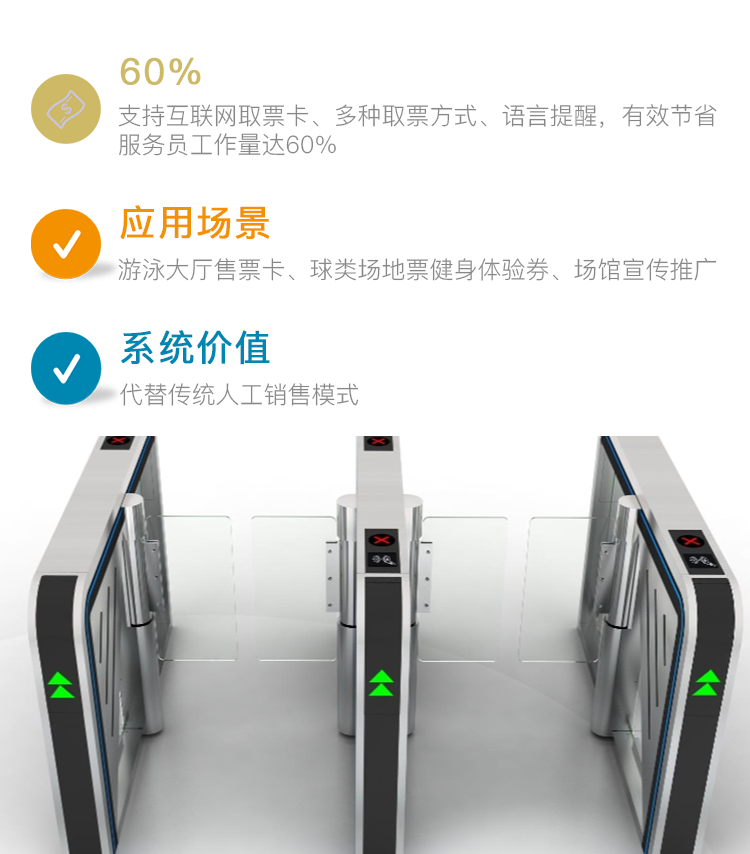 60%
支持互联网取票卡、多种取票方式、语言提醒，有效节省
服务员工作量达60%
应用场景
游泳大厅售票卡、球类场地票健身体验券、场馆宣传推广
系统价值
代替传统人工销售模式